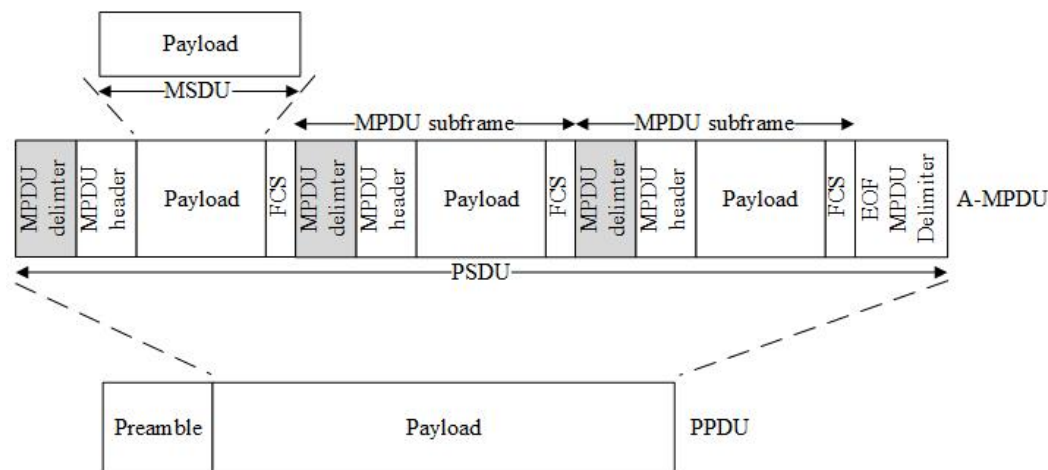 Payload
MSDU
MPDU subframe
MPDU subframe
MPDU
delimter
MPDU
header
Payload
FCS
MPDU
delimter
MPDU
header
Payload
FCS
MPDU
delimter
MPDU
header
Payload
FCS
EOF
MPDU
Delimiter
A-MPDU
PSDU
Preamble
Payload
PPDU